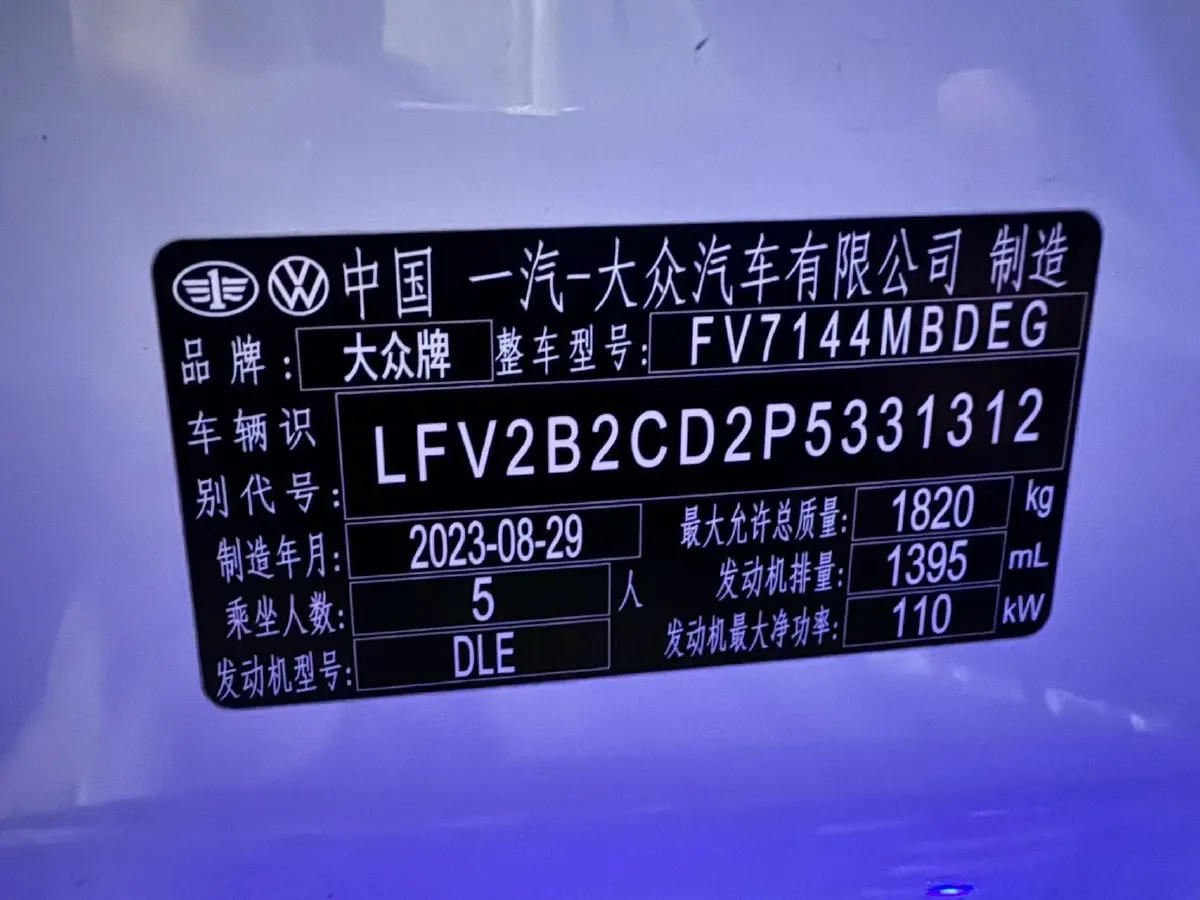 中国 一汽-大众汽车有限公司 制造
品牌: 大众牌 整车型号: FV7144MBDEG
车辆识别代号: LFV2B2CD2P5331312
制造年月: 2023-08-29 最大允许总质量: 1820 kg
乘坐人数: 5 人 发动机排量: 1395 mL
发动机型号: DLE 发动机最大净功率: 110 kW